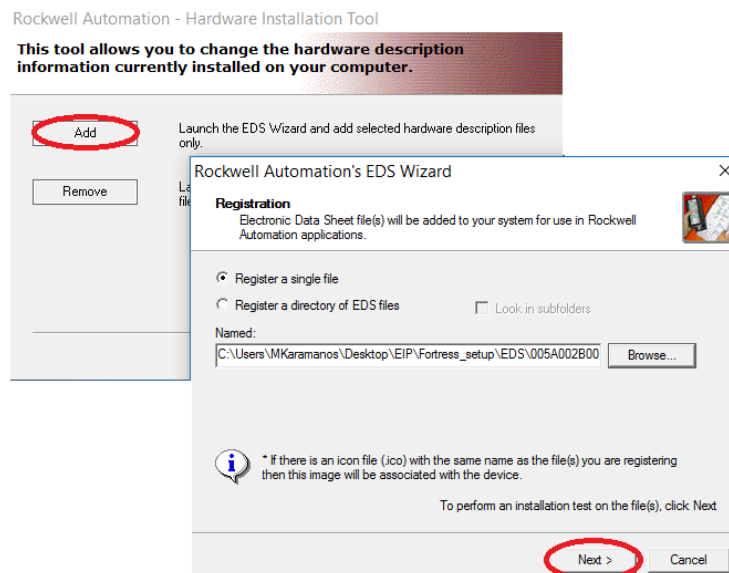 Rockwell Automation - Hardware Installation Tool
This tool allows you to change the hardware description
information currently installed on your computer.
Add
Launch the EDS Wizard and add selected hardware description files
only.
Remove
Rockwell Automation's EDS Wizard
Registration
Electronic Data Sheet file(s) will be added to your system for use in Rockwell
Automation applications.
Register a single file
Register a directory of EDS files
Look in subfolders
Named:
C:\Users\MKaramanos\Desktop\EIP\Fortress_setup\EDS\005A002B00
Browse...
* If there is an icon file (.ico) with the same name as the file(s) you are registering
then this image will be associated with the device.
To perform an installation test on the file(s), click Next
Next >
Cancel